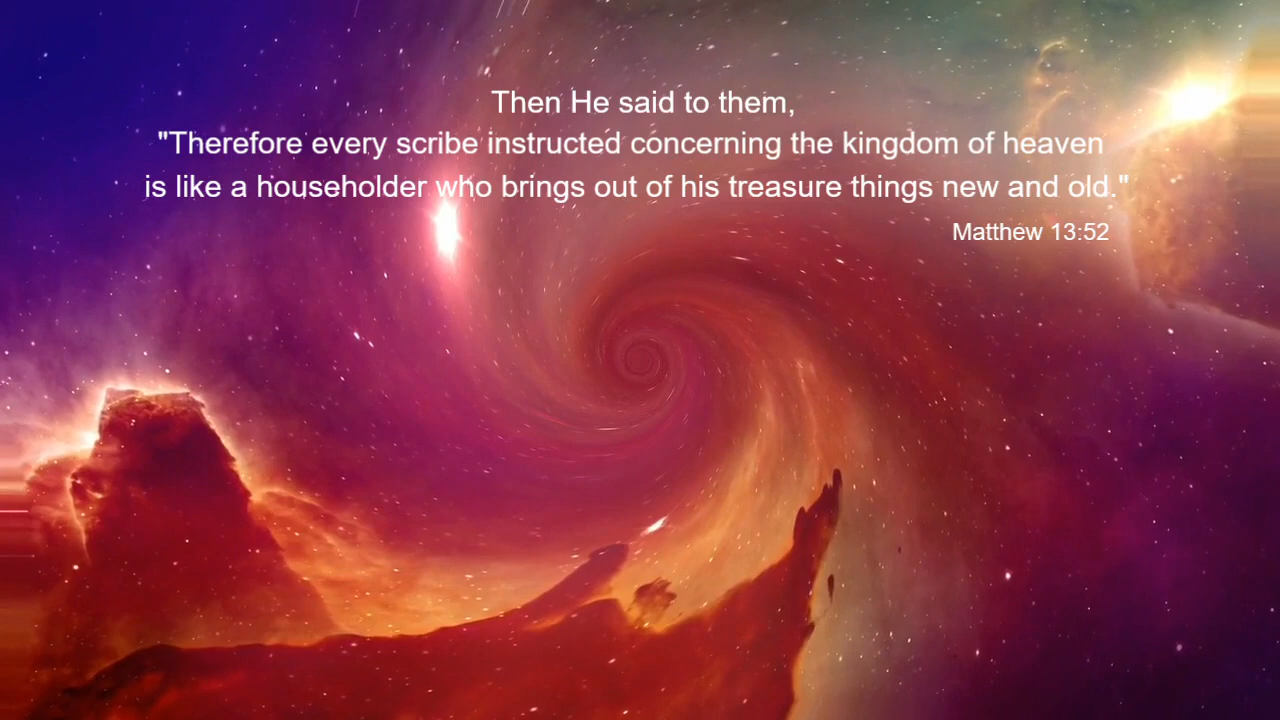 Then He said to them,
"Therefore every scribe instructed concerning the kingdom of heaven
is like a householder who brings out of his treasure things new and old."
Matthew 13:52